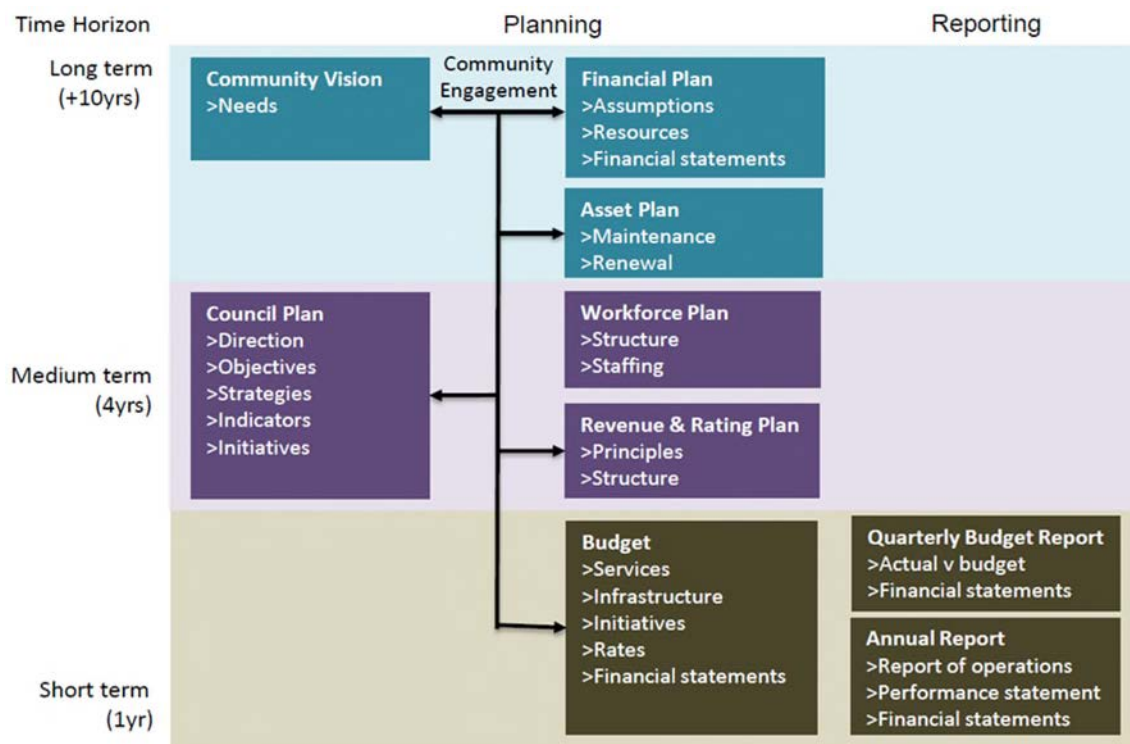 Time Horizon
Planning
Reporting
Long term
(+10yrs)
Community Vision
>Needs
Community
Engagement
Financial Plan
>Assumptions
>Resources
>Financial statements
Asset Plan
>Maintenance
>Renewal
Medium term
(4yrs)
Council Plan
>Direction
>Objectives
>Strategies
>Indicators
>Initiatives
Workforce Plan
>Structure
>Staffing
Revenue & Rating Plan
>Principles
>Structure
Short term
(1yr)
Budget
>Services
>Infrastructure
>Initiatives
>Rates
>Financial statements
Quarterly Budget Report
>Actual v budget
>Financial statements
Annual Report
>Report of operations
>Performance statement
>Financial statements